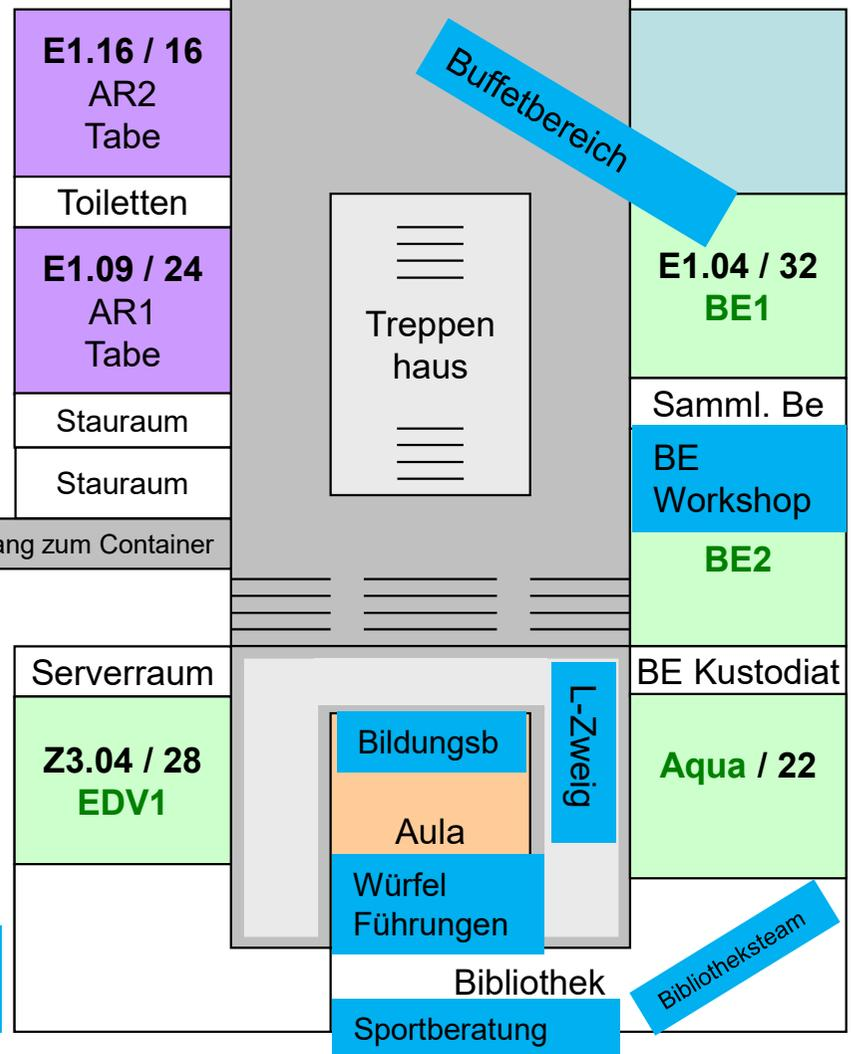 E1.16 / 16
AR2
Tabe
Toiletten
E1.09 / 24
AR1
Tabe
Stauraum
Stauraum
ang zum Container
Serverraum
Z3.04 / 28
EDV1
Buffetbereich
Treppen
haus
Bildungsb
Aula
Würfel
Führungen
L-Zweig
Bibliothek
Sportberatung
E1.04 / 32
BE1
Samml. Be
BE
Workshop
BE2
BE Kustodiat
Aqua / 22
Bibliotheksteam